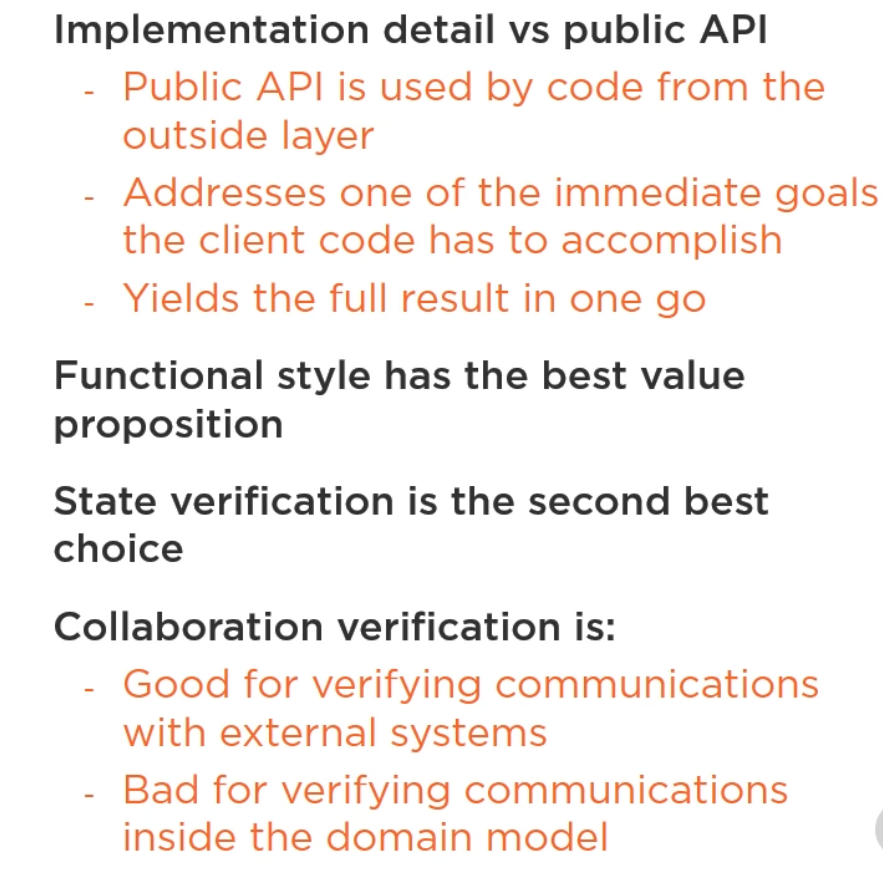 Implementation detail vs public API
- Public API is used by code from the
outside layer
- Addresses one of the immediate goals
the client code has to accomplish
- Yields the full result in one go
Functional style has the best value
proposition
State verification is the second best
choice
Collaboration verification is:
- Good for verifying communications
with external systems
- Bad for verifying communications
inside the domain model